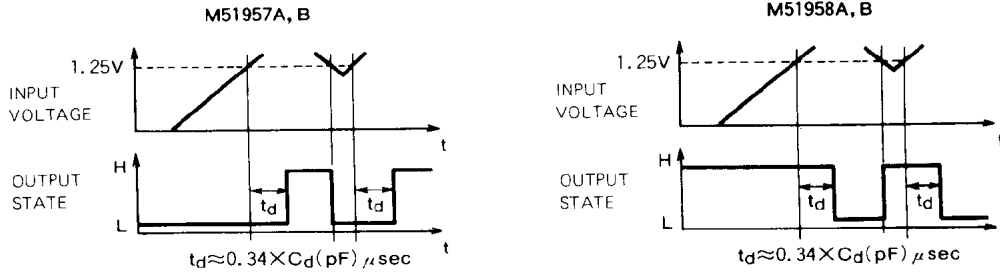 M51957A, B
1.25V
INPUT
VOLTAGE
t
H
OUTPUT
STATE
L
td
td
t
td≈0.34×Cd(pF) μsec
M51958A, B
1.25V
INPUT
VOLTAGE
t
H
OUTPUT
STATE
L
td
td
t
td≈0.34×Cd(pF) μsec